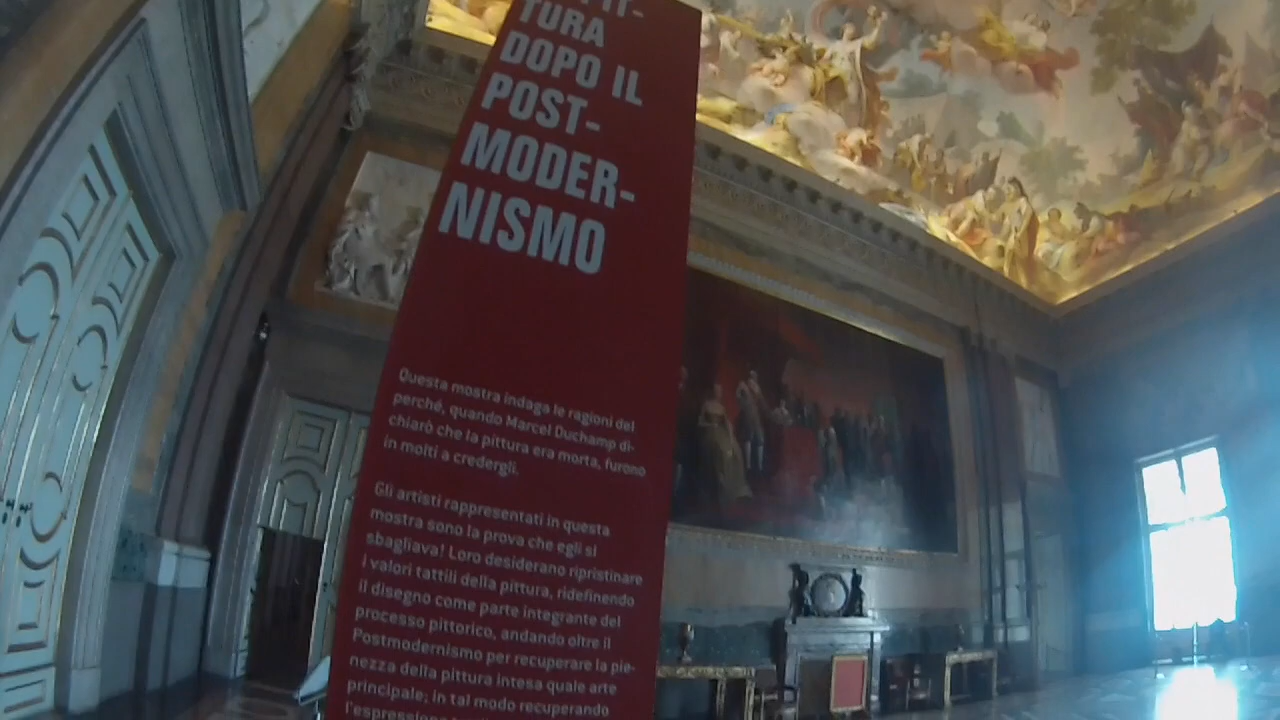 TURA
DOPO IL
POST-
MODER-
NISMO
Questa mostra indaga le ragioni del
perché, quando Marcel Duchamp di-
chiarò che la pittura era morta, furono
in molti a credergli.
Gli artisti rappresentati in questa
mostra sono la prova che egli si
sbagliava! Loro desiderano ripristinare
i valori tattili della pittura, ridefinendo
il disegno come parte integrante del
processo pittorico, andando oltre il
Postmodernismo per recuperare la pie-
nezza della pittura intesa quale arte
principale; in tal modo recuperando
l'espressione